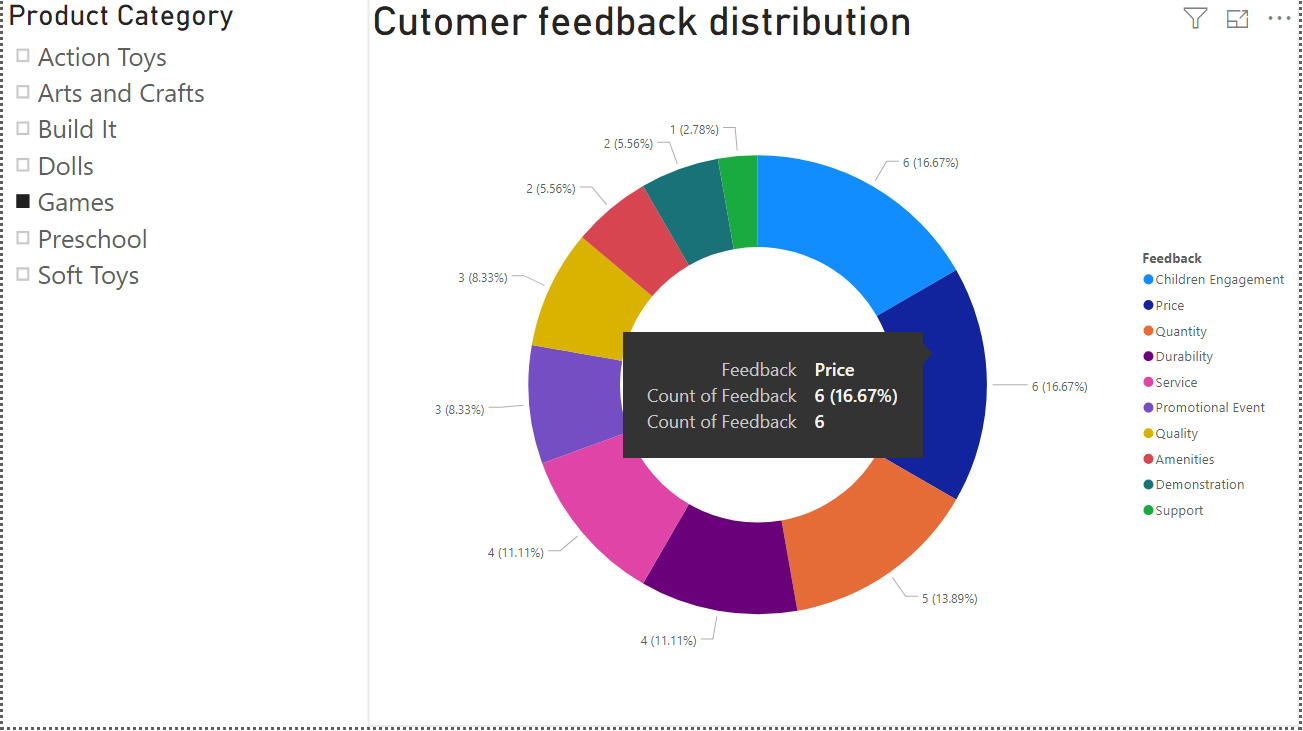 Product Category
Action Toys
Arts and Crafts
Build It
Dolls
Games
Preschool
Soft Toys
Cutomer feedback distribution
1 (2.78%)
2 (5.56%)
6 (16.67%)
2 (5.56%)
3 (8.33%)
6 (16.67%)
3 (8.33%)
4 (11.11%)
5 (13.89%)
4 (11.11%)
Feedback Price
Count of Feedback 6 (16.67%)
Count of Feedback 6
Feedback
Children Engagement
Price
Quantity
Durability
Service
Promotional Event
Quality
Amenities
Demonstration
Support